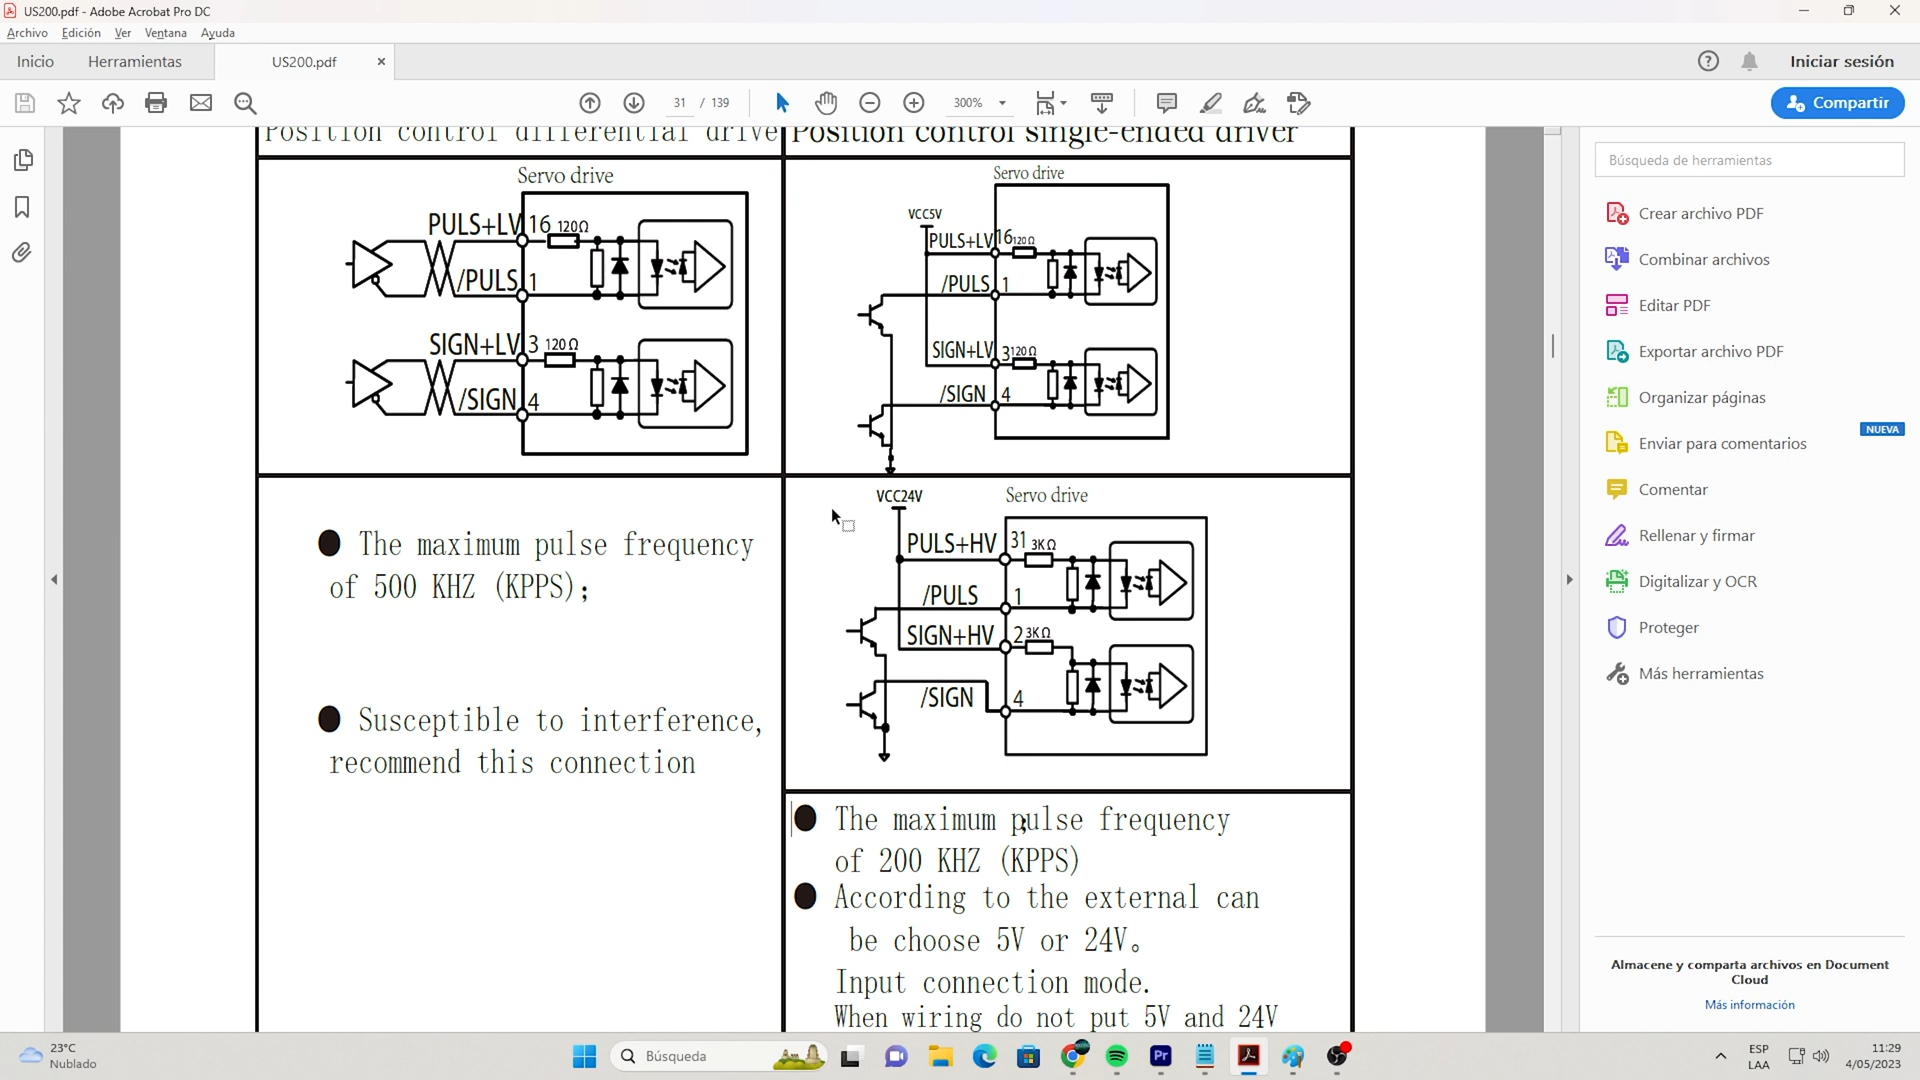 US200.pdf - Adobe Acrobat Pro DC
Archivo Edición Ver Ventana Ayuda
Inicio Herramientas US200.pdf Iniciar sesión
31 / 139 300% Compartir
Position control differential drive
Position control single-ended driver
Servo drive
PULS+LV 16 120Ω
/PULS 1
SIGN+LV 3 120Ω
/SIGN 4
Servo drive
VCC5V
PULS+LV 16 120Ω
/PULS 1
SIGN+LV 3 120Ω
/SIGN 4
● The maximum pulse frequency
of 500 KHZ (KPPS);
● Susceptible to interference,
recommend this connection
VCC24V Servo drive
PULS+HV 31 3KΩ
/PULS 1
SIGN+HV 2 3KΩ
/SIGN 4
● The maximum pulse frequency
;
of 200 KHZ (KPPS)
● According to the external can
be choose 5V or 24V。
Input connection mode.
When wiring do not put 5V and 24V
Búsqueda de herramientas
Crear archivo PDF
Combinar archivos
Editar PDF
Exportar archivo PDF
Organizar páginas
NUEVA
Enviar para comentarios
Comentar
Rellenar y firmar
Digitalizar y OCR
Proteger
Más herramientas
Almacene y comparta archivos en Document
Cloud
Más información
23°C
Nublado
Búsqueda
Pr
ESP
LAA
11:29
4/05/2023